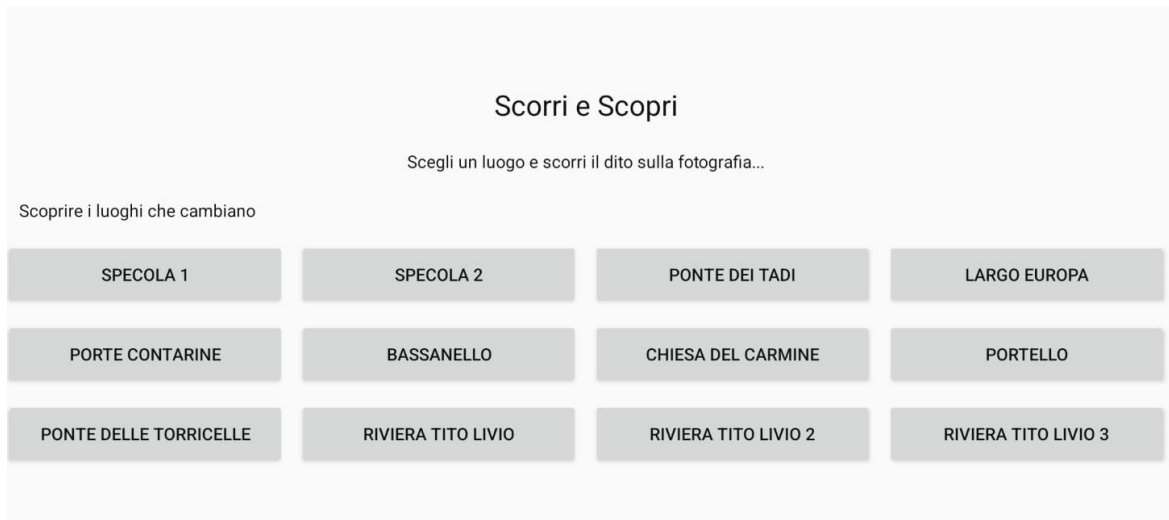 Scorri e Scopri
Scegli un luogo e scorri il dito sulla fotografia...
Scoprire i luoghi che cambiano
SPECOLA 1
SPECOLA 2
PONTE DEI TADI
LARGO EUROPA
PORTE CONTARINE
BASSANELLO
CHIESA DEL CARMINE
PORTELLO
PONTE DELLE TORRICELLE
RIVIERA TITO LIVIO
RIVIERA TITO LIVIO 2
RIVIERA TITO LIVIO 3